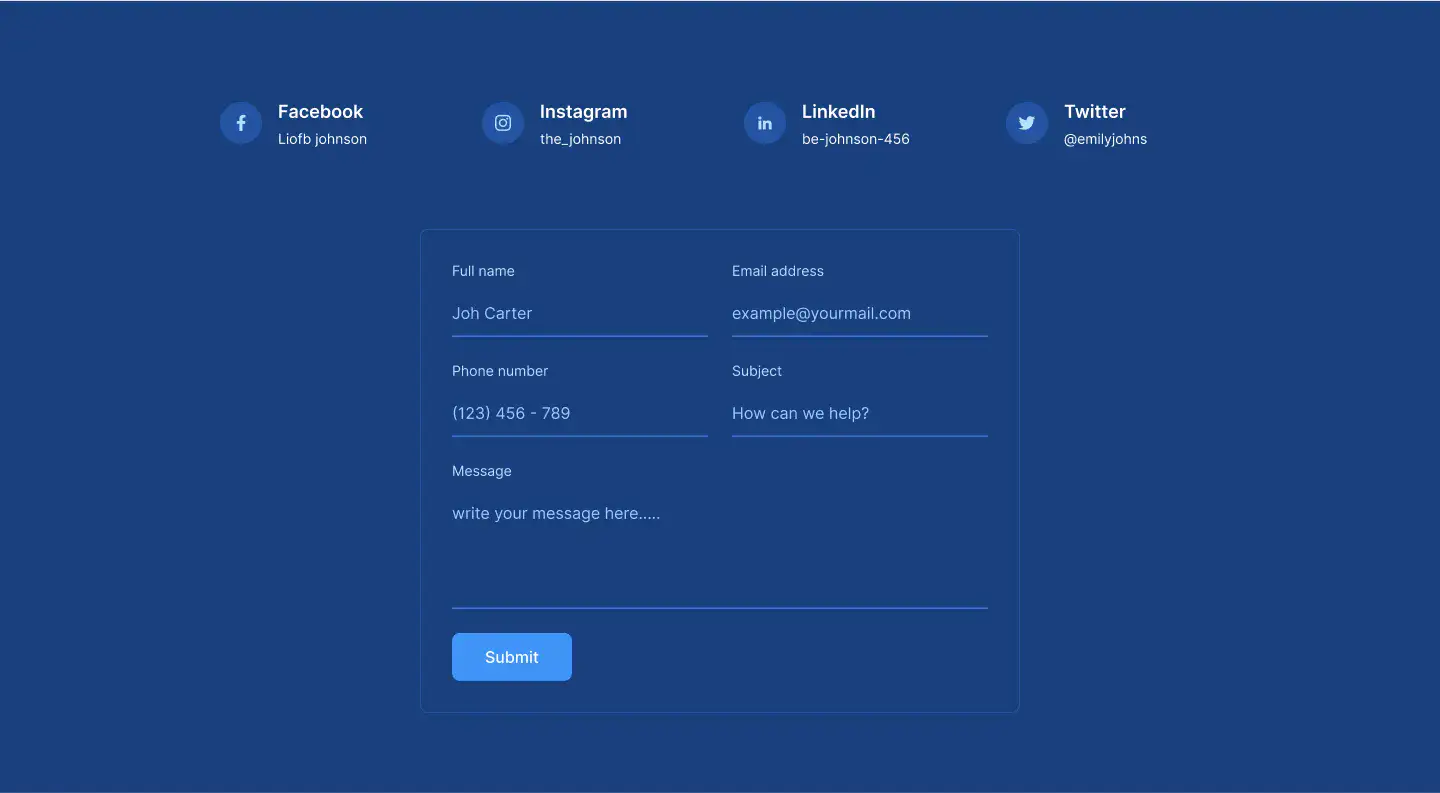 Facebook
Liofb johnson
Instagram
the_johnson
LinkedIn
be-johnson-456
Twitter
@emilyjohns
Full name
Joh Carter
Email address
example@yourmail.com
Phone number
(123) 456 - 789
Subject
How can we help?
Message
write your message here.....
Submit